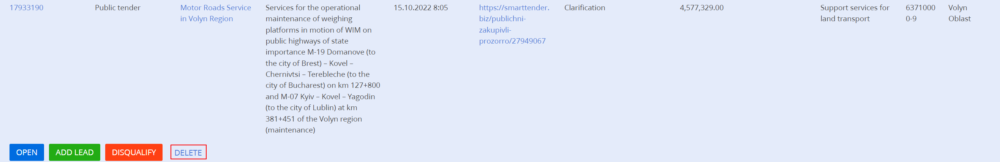 17933190
Public tender
Motor Roads Service
in Volyn Region
Services for the operational
maintenance of weighing
platforms in motion of WIM on
public highways of state
importance M-19 Domanove (to
the city of Brest) – Kovel –
Chernivtsi – Terebleche (to the
city of Bucharest) on km 127+800
and M-07 Kyiv – Kovel – Yagodin
(to the city of Lublin) at km
381+451 of the Volyn region
(maintenance)
15.10.2022 8:05
https://smarttender.
biz/publichni-
zakupivli-
prozorro/27949067
Clarification
4,577,329.00
Support services for
land transport
6371000
0-9
Volyn
Oblast
OPEN
ADD LEAD
DISQUALIFY
DELETE